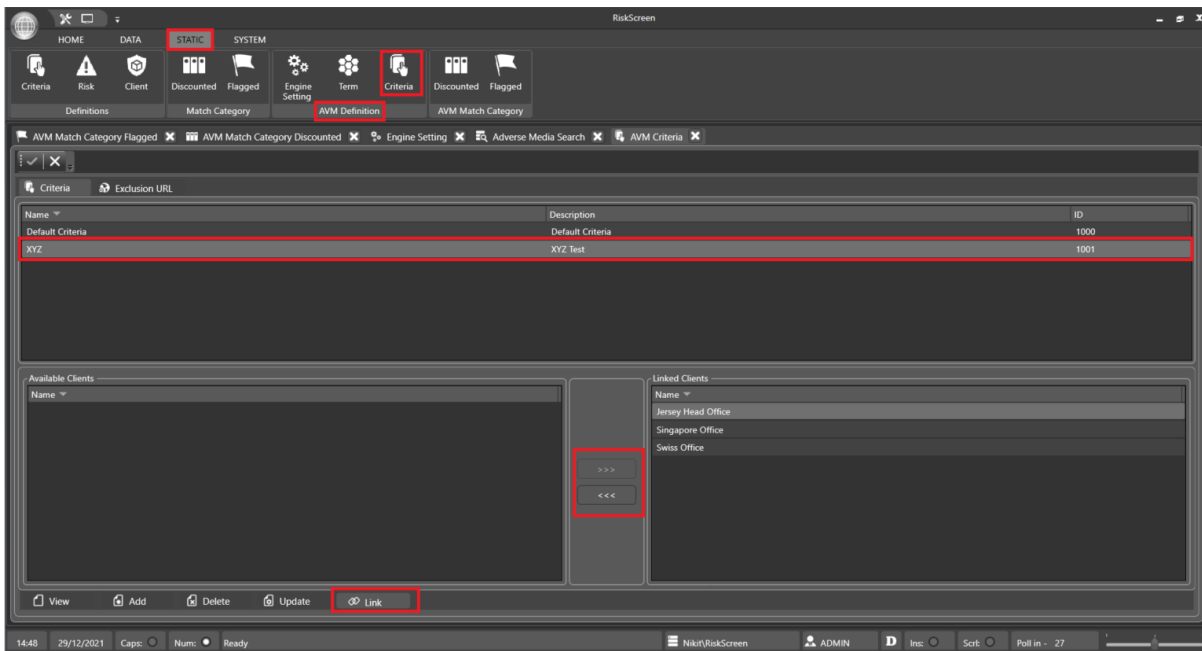 RiskScreen
HOME DATA STATIC SYSTEM
Criteria Risk Client Discounted Flagged Engine Setting Term Criteria Discounted Flagged
Definitions Match Category AVM Definition AVM Match Category
AVM Match Category Flagged AVM Match Category Discounted Engine Setting Adverse Media Search AVM Criteria
Criteria Exclusion URL
Name Description ID
Default Criteria Default Criteria 1000
XYZ XYZ Test 1001
Available Clients Linked Clients
Name Name
Jersey Head Office
Singapore Office
Swiss Office
>>>
<<<
View Add Delete Update Link
14:48 29/12/2021 Caps: Num: Ready Nikit\RiskScreen ADMIN D Ins: Scrl: Poll in - 27